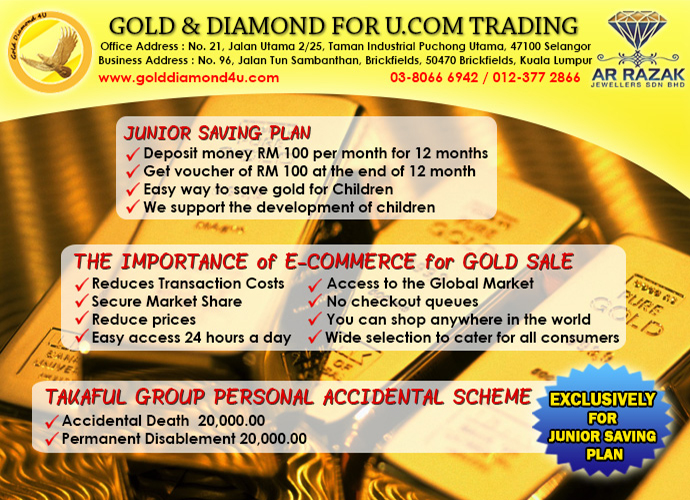 Gold Diamond 4U
GOLD & DIAMOND FOR U.COM TRADING
Office Address : No. 21, Jalan Utama 2/25, Taman Industrial Puchong Utama, 47100 Selangor
Business Address : No. 96, Jalan Tun Sambanthan, Brickfields, 50470 Brickfields, Kuala Lumpur
www.golddiamond4u.com 03-8066 6942 / 012-377 2866
AR RAZAK
JEWELLERS SDN BHD
JUNIOR SAVING PLAN
Deposit money RM 100 per month for 12 months
Get voucher of RM 100 at the end of 12 month
Easy way to save gold for Children
We support the development of children
THE IMPORTANCE of E-COMMERCE for GOLD SALE
Reduces Transaction Costs
Secure Market Share
Reduce prices
Easy access 24 hours a day
Access to the Global Market
No checkout queues
You can shop anywhere in the world
Wide selection to cater for all consumers
PURE
GOLD
TAKAFUL GROUP PERSONAL ACCIDENTAL SCHEME
Accidental Death 20,000.00
Permanent Disablement 20,000.00
EXCLUSIVELY
FOR
JUNIOR SAVING
PLAN